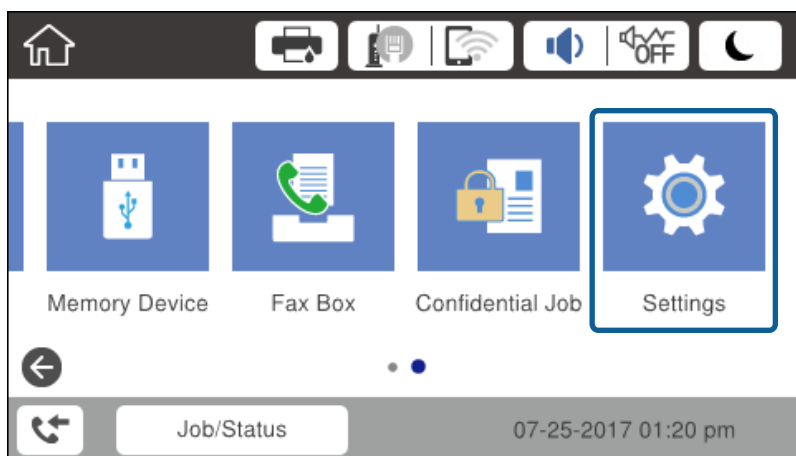 OFF
Memory Device
Fax Box
Confidential Job
Settings
Job/Status
07-25-2017 01:20 pm